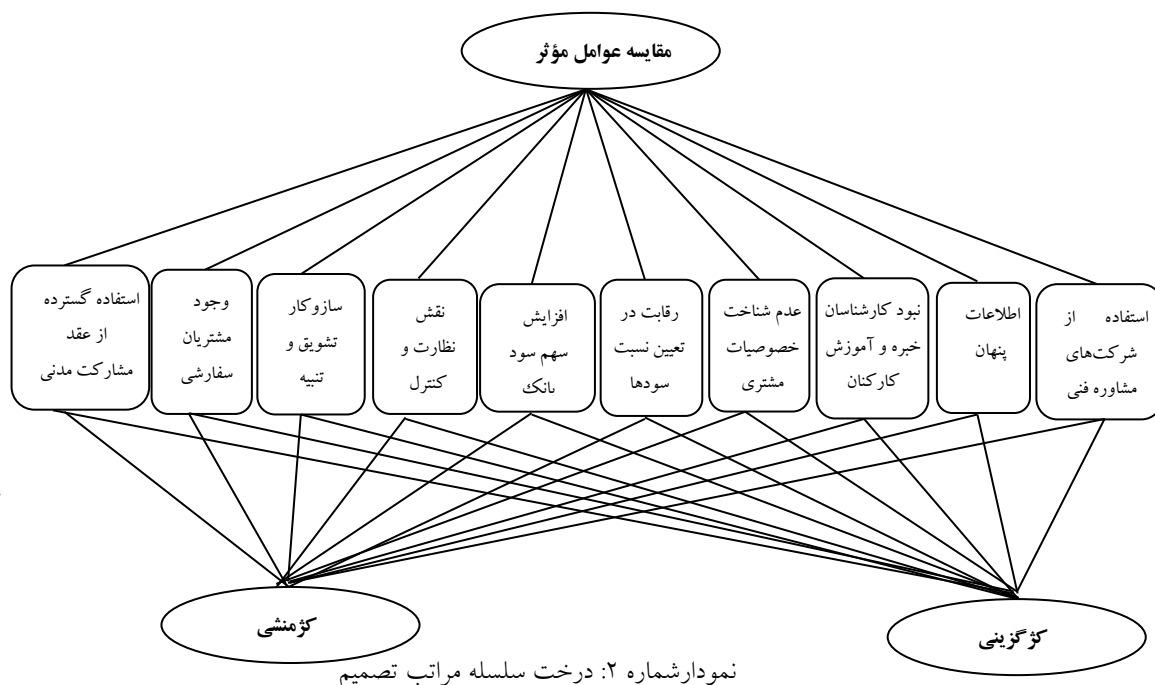 مقایسه عوامل مؤثر
استفاده از
شرکت‌های
مشاوره فنی
اطلاعات
پنهان
نبود کارشناسان
خبره و آموزش
کارکنان
عدم شناخت
خصوصیات
مشتری
رقابت در
تعیین نسبت
سودها
افزایش
سهم سود
بانک
نقش
نظارت و
کنترل
سازوکار
تشویق و
تنبیه
وجود
مشتریان
سفارشی
استفاده گسترده
از عقد
مشارکت مدنی
کژگزینی
کژمنشی
نمودارشماره ۲: درخت سلسله مراتب تصمیم